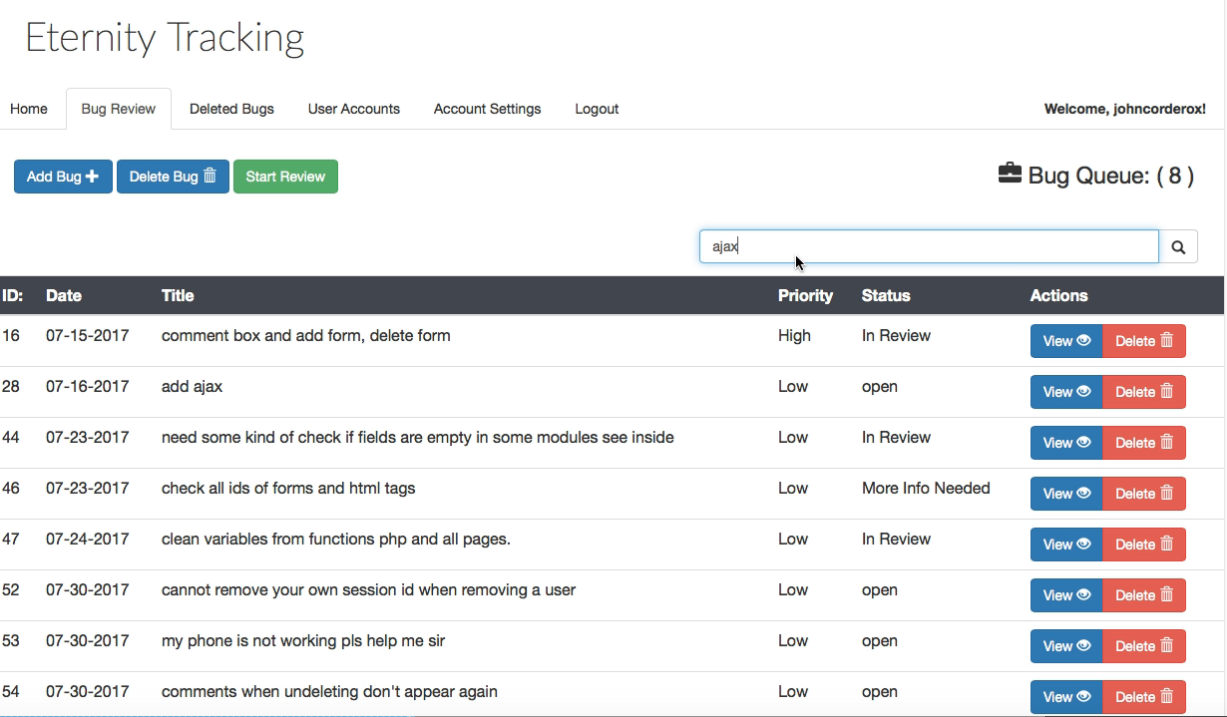 Eternity Tracking
Home Bug Review Deleted Bugs User Accounts Account Settings Logout Welcome, johncorderox!
Add Bug Delete Bug Start Review Bug Queue: ( 8 )
ajax
ID: Date Title Priority Status Actions
16 07-15-2017 comment box and add form, delete form High In Review View Delete
28 07-16-2017 add ajax Low open View Delete
44 07-23-2017 need some kind of check if fields are empty in some modules see inside Low In Review View Delete
46 07-23-2017 check all ids of forms and html tags Low More Info Needed View Delete
47 07-24-2017 clean variables from functions php and all pages. Low In Review View Delete
52 07-30-2017 cannot remove your own session id when removing a user Low open View Delete
53 07-30-2017 my phone is not working pls help me sir Low open View Delete
54 07-30-2017 comments when undeleting don't appear again Low open View Delete